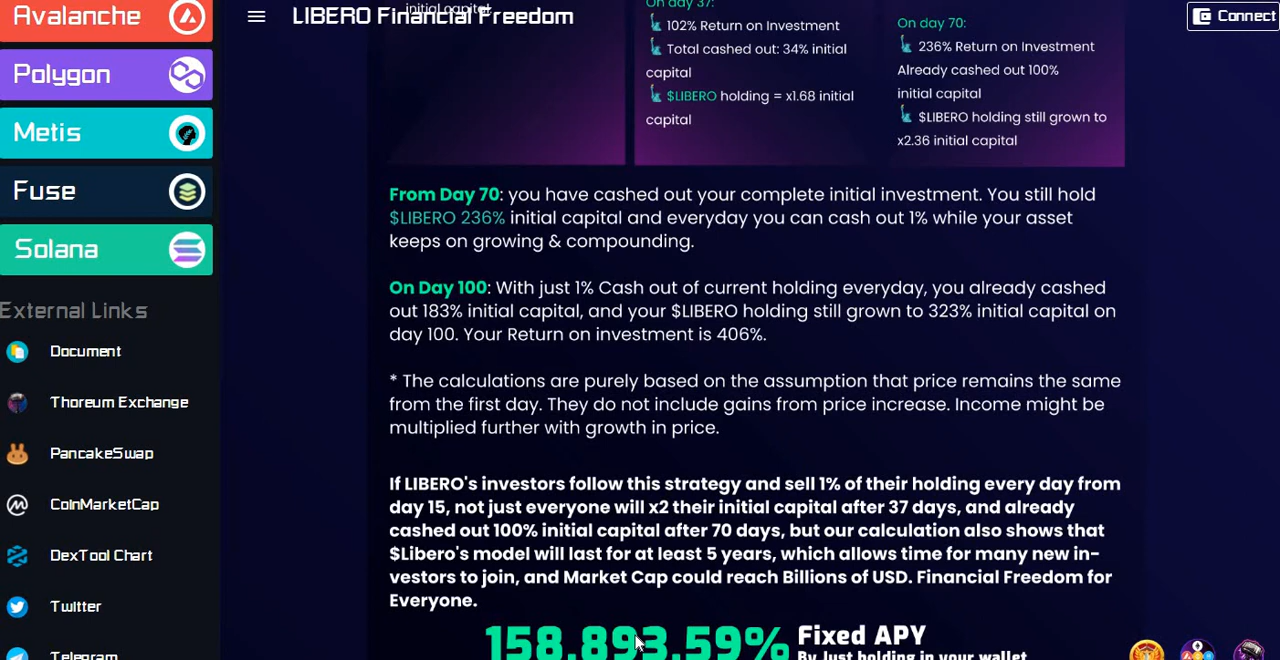 Avalanche
Polygon
Metis
Fuse
Solana
External Links
Document
Thoreum Exchange
PancakeSwap
CoinMarketCap
DexTool Chart
Twitter
Telegram
LIBERO Financial Freedom
Connect
initial capital
On day 37:
102% Return on Investment
Total cashed out: 34% initial
capital
$LIBERO holding = x1.68 initial
capital
On day 70:
236% Return on Investment
Already cashed out 100%
initial capital
$LIBERO holding still grown to
x2.36 initial capital
From Day 70: you have cashed out your complete initial investment. You still hold
$LIBERO 236% initial capital and everyday you can cash out 1% while your asset
keeps on growing & compounding.
On Day 100: With just 1% Cash out of current holding everyday, you already cashed
out 183% initial capital, and your $LIBERO holding still grown to 323% initial capital on
day 100. Your Return on investment is 406%.
* The calculations are purely based on the assumption that price remains the same
from the first day. They do not include gains from price increase. Income might be
multiplied further with growth in price.
If LIBERO's investors follow this strategy and sell 1% of their holding every day from
day 15, not just everyone will x2 their initial capital after 37 days, and already
cashed out 100% initial capital after 70 days, but our calculation also shows that
$Libero's model will last for at least 5 years, which allows time for many new in-
vestors to join, and Market Cap could reach Billions of USD. Financial Freedom for
Everyone.
158,893.59% Fixed APY
By just holding in your wallet